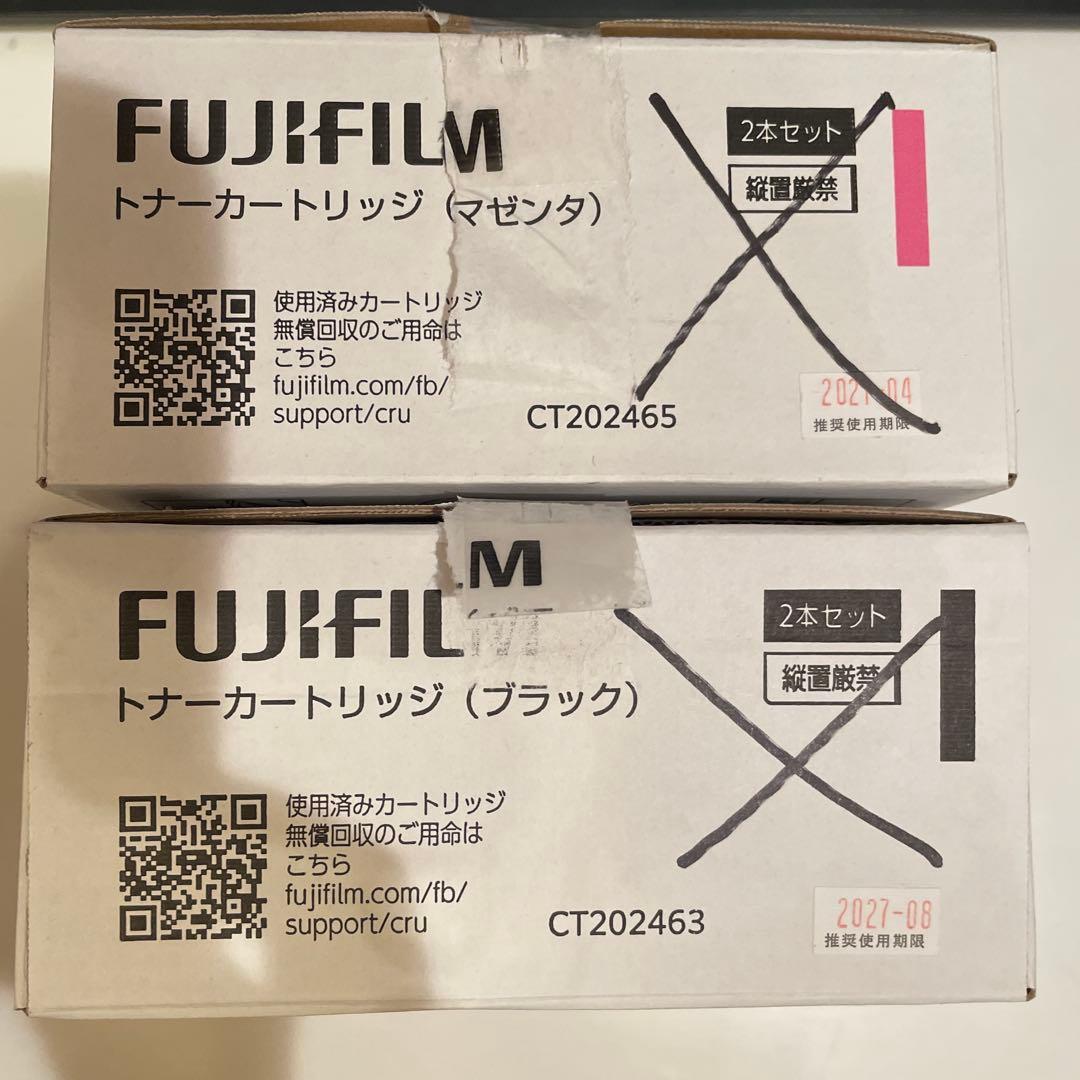 FUJIFILM
トナーカートリッジ（マゼンタ）
2本セット
縦置厳禁
使用済みカートリッジ
無償回収のご用命は
こちら
fujifilm.com/fb/
support/cru
CT202465
2027-04
推奨使用期限
M
FUJIFILM
トナーカートリッジ（ブラック）
2本セット
縦置厳禁
使用済みカートリッジ
無償回収のご用命は
こちら
fujifilm.com/fb/
support/cru
CT202463
2027-08
推奨使用期限